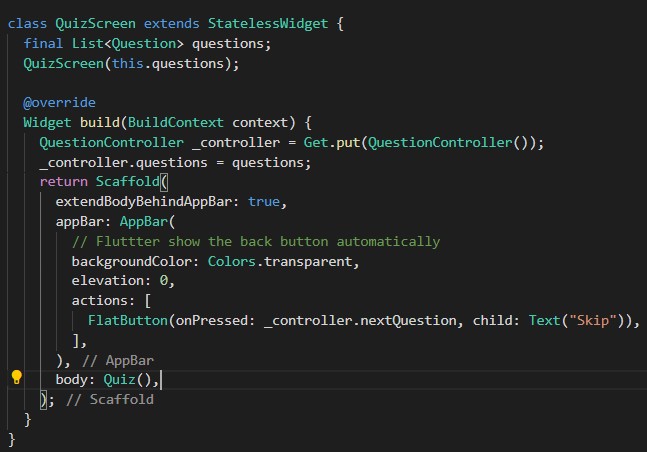 class QuizScreen extends StatelessWidget {
final List<Question> questions;
QuizScreen(this.questions);
@override
Widget build(BuildContext context) {
QuestionController _controller = Get.put(QuestionController());
_controller.questions = questions;
return Scaffold(
extendBodyBehindAppBar: true,
appBar: AppBar(
// Fluttter show the back button automatically
backgroundColor: Colors.transparent,
elevation: 0,
actions: [
FlatButton(onPressed: _controller.nextQuestion, child: Text("Skip")),
],
), // AppBar
body: Quiz(),
); // Scaffold
}
}